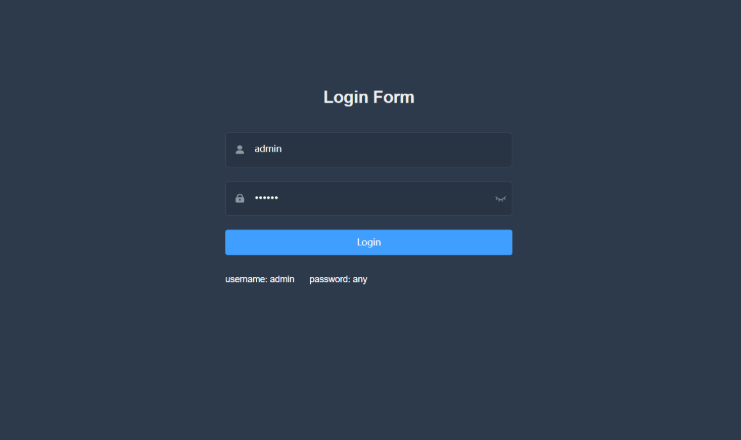 Login Form
admin
••••••
Login
username: admin password: any